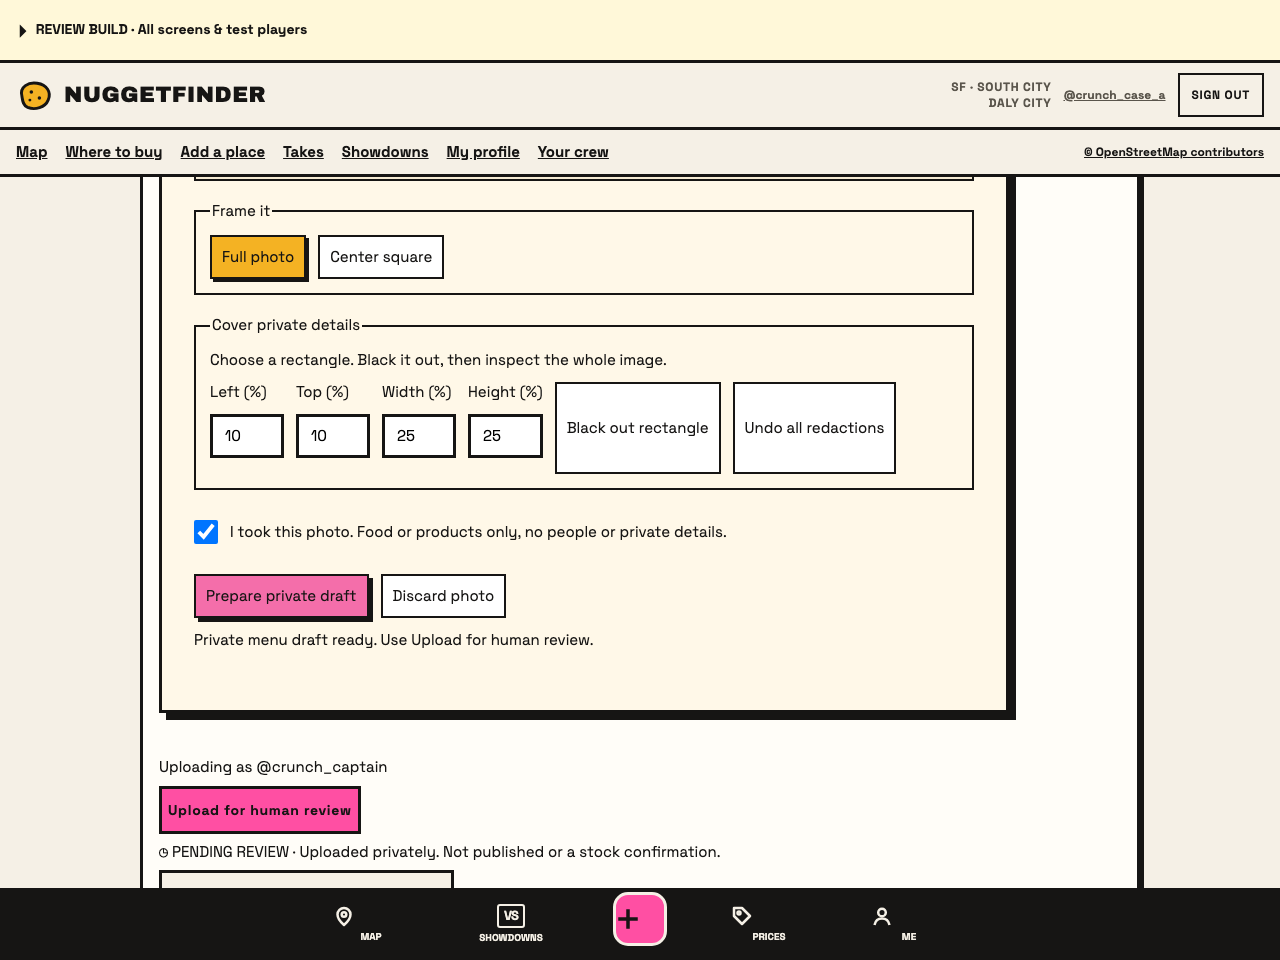 REVIEW BUILD · All screens & test players
NUGGETFINDER
SF · SOUTH CITY
DALY CITY
@crunch_case_a
SIGN OUT
Map Where to buy Add a place Takes Showdowns My profile Your crew
© OpenStreetMap contributors
Frame it
Full photo Center square
Cover private details
Choose a rectangle. Black it out, then inspect the whole image.
Left (%) Top (%) Width (%) Height (%)
10 10 25 25 Black out rectangle Undo all redactions
I took this photo. Food or products only, no people or private details.
Prepare private draft Discard photo
Private menu draft ready. Use Upload for human review.
Uploading as @crunch_captain
Upload for human review
PENDING REVIEW · Uploaded privately. Not published or a stock confirmation.
VS
MAP SHOWDOWNS + PRICES ME